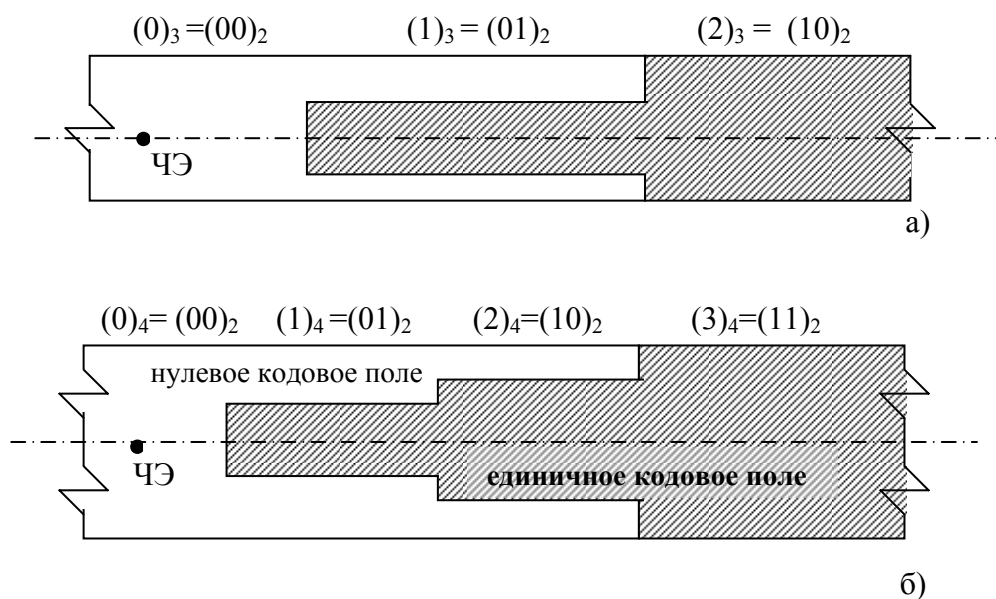 (0)₃ =(00)₂ (1)₃ = (01)₂ (2)₃ = (10)₂
ЧЭ
а)
(0)₄= (00)₂ (1)₄ =(01)₂ (2)₄=(10)₂ (3)₄=(11)₂
нулевое кодовое поле
ЧЭ
единичное кодовое поле
б)